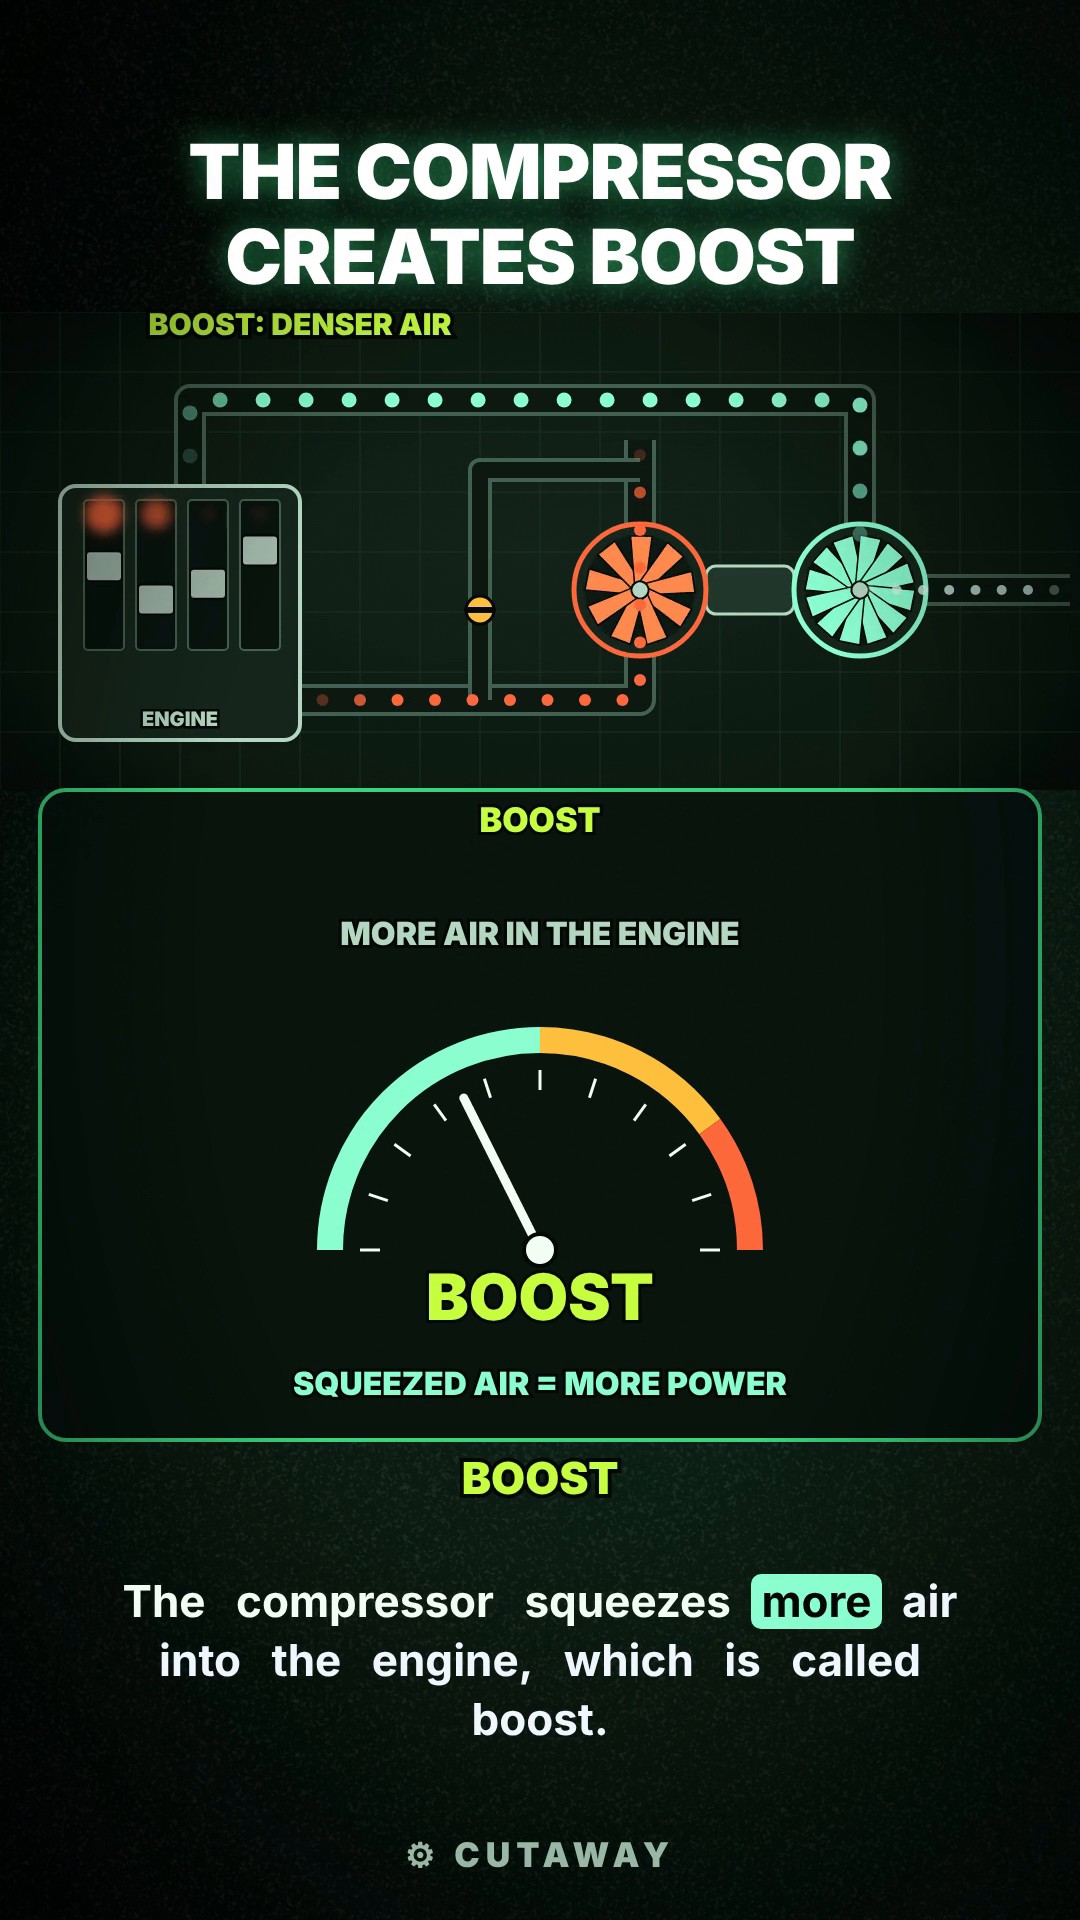 THE COMPRESSOR
CREATES BOOST
BOOST: DENSER AIR
ENGINE
BOOST
MORE AIR IN THE ENGINE
BOOST
SQUEEZED AIR = MORE POWER
BOOST
The compressor squeezes more air
into the engine, which is called
boost.
⚙ CUTAWAY